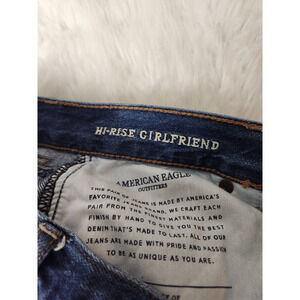 HI-RISE GIRLFRIEND
AMERICAN EAGLE
OUTFITTERS
THIS PAIR OF JEANS IS MADE BY AMERICA'S
FAVORITE JEANS BRAND. WE CRAFT EACH
PAIR FROM THE FINEST MATERIALS AND
FINISH BY HAND TO GIVE YOU THE BEST
DENIM THAT'S MADE TO LAST. ALL OF OUR
JEANS ARE MADE WITH PRIDE AND PASSION
TO BE AS UNIQUE AS YOU ARE.